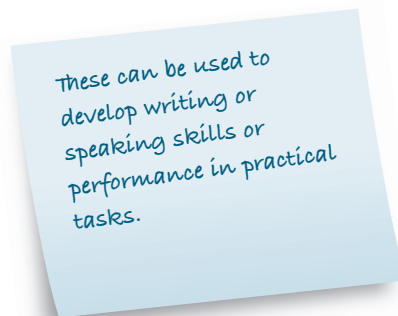 These can be used to
develop writing or
speaking skills or
performance in practical
tasks.